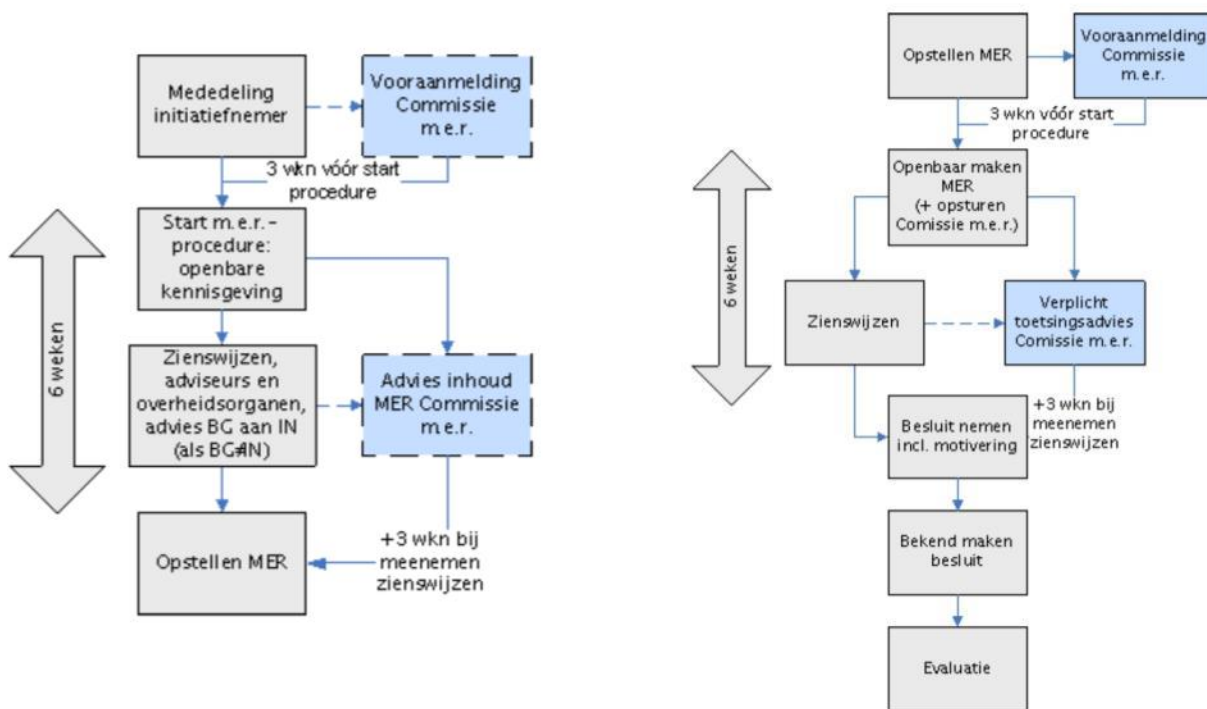 Mededeling
initiatiefnemer
Vooraanmelding
Commissie
m.e.r.
3 wkn vóór start
procedure
Start m.e.r.–
procedure:
openbare
kennisgeving
6 weken
Zienswijzen,
adviseurs en
overheidsorganen,
advies BG aan IN
(als BG≠IN)
Advies inhoud
MER Commissie
m.e.r.
Opstellen MER
+3 wkn bij
meenemen
zienswijzen
Opstellen MER
Vooraanmelding
Commissie
m.e.r.
3 wkn vóór start
procedure
Openbaar maken
MER
(+ opsturen
Comissie m.e.r.)
6 weken
Zienswijzen
Verplicht
toetsingsadvies
Comissie m.e.r.
+3 wkn bij
meenemen
zienswijzen
Besluit nemen
incl. motivering
Bekend maken
besluit
Evaluatie